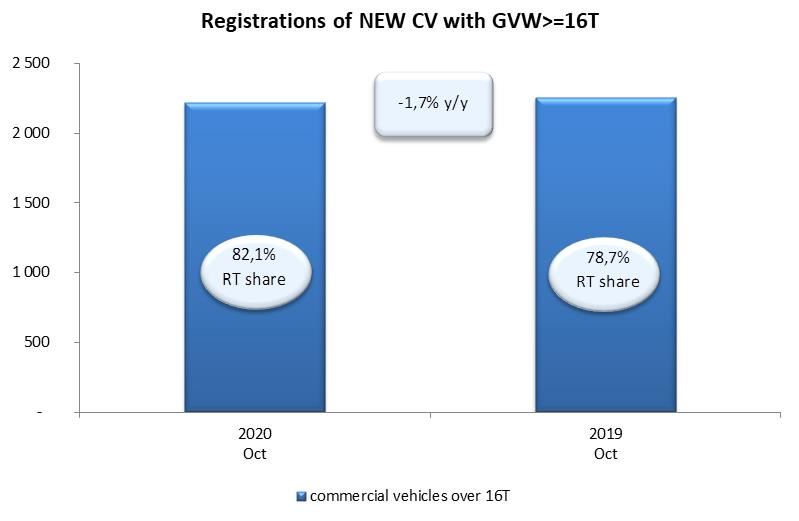 Registrations of NEW CV with GVW>=16T
2 500
2 000
1 500
1 000
500
-
-1,7% y/y
82,1%
RT share
78,7%
RT share
2020
Oct
2019
Oct
commercial vehicles over 16T